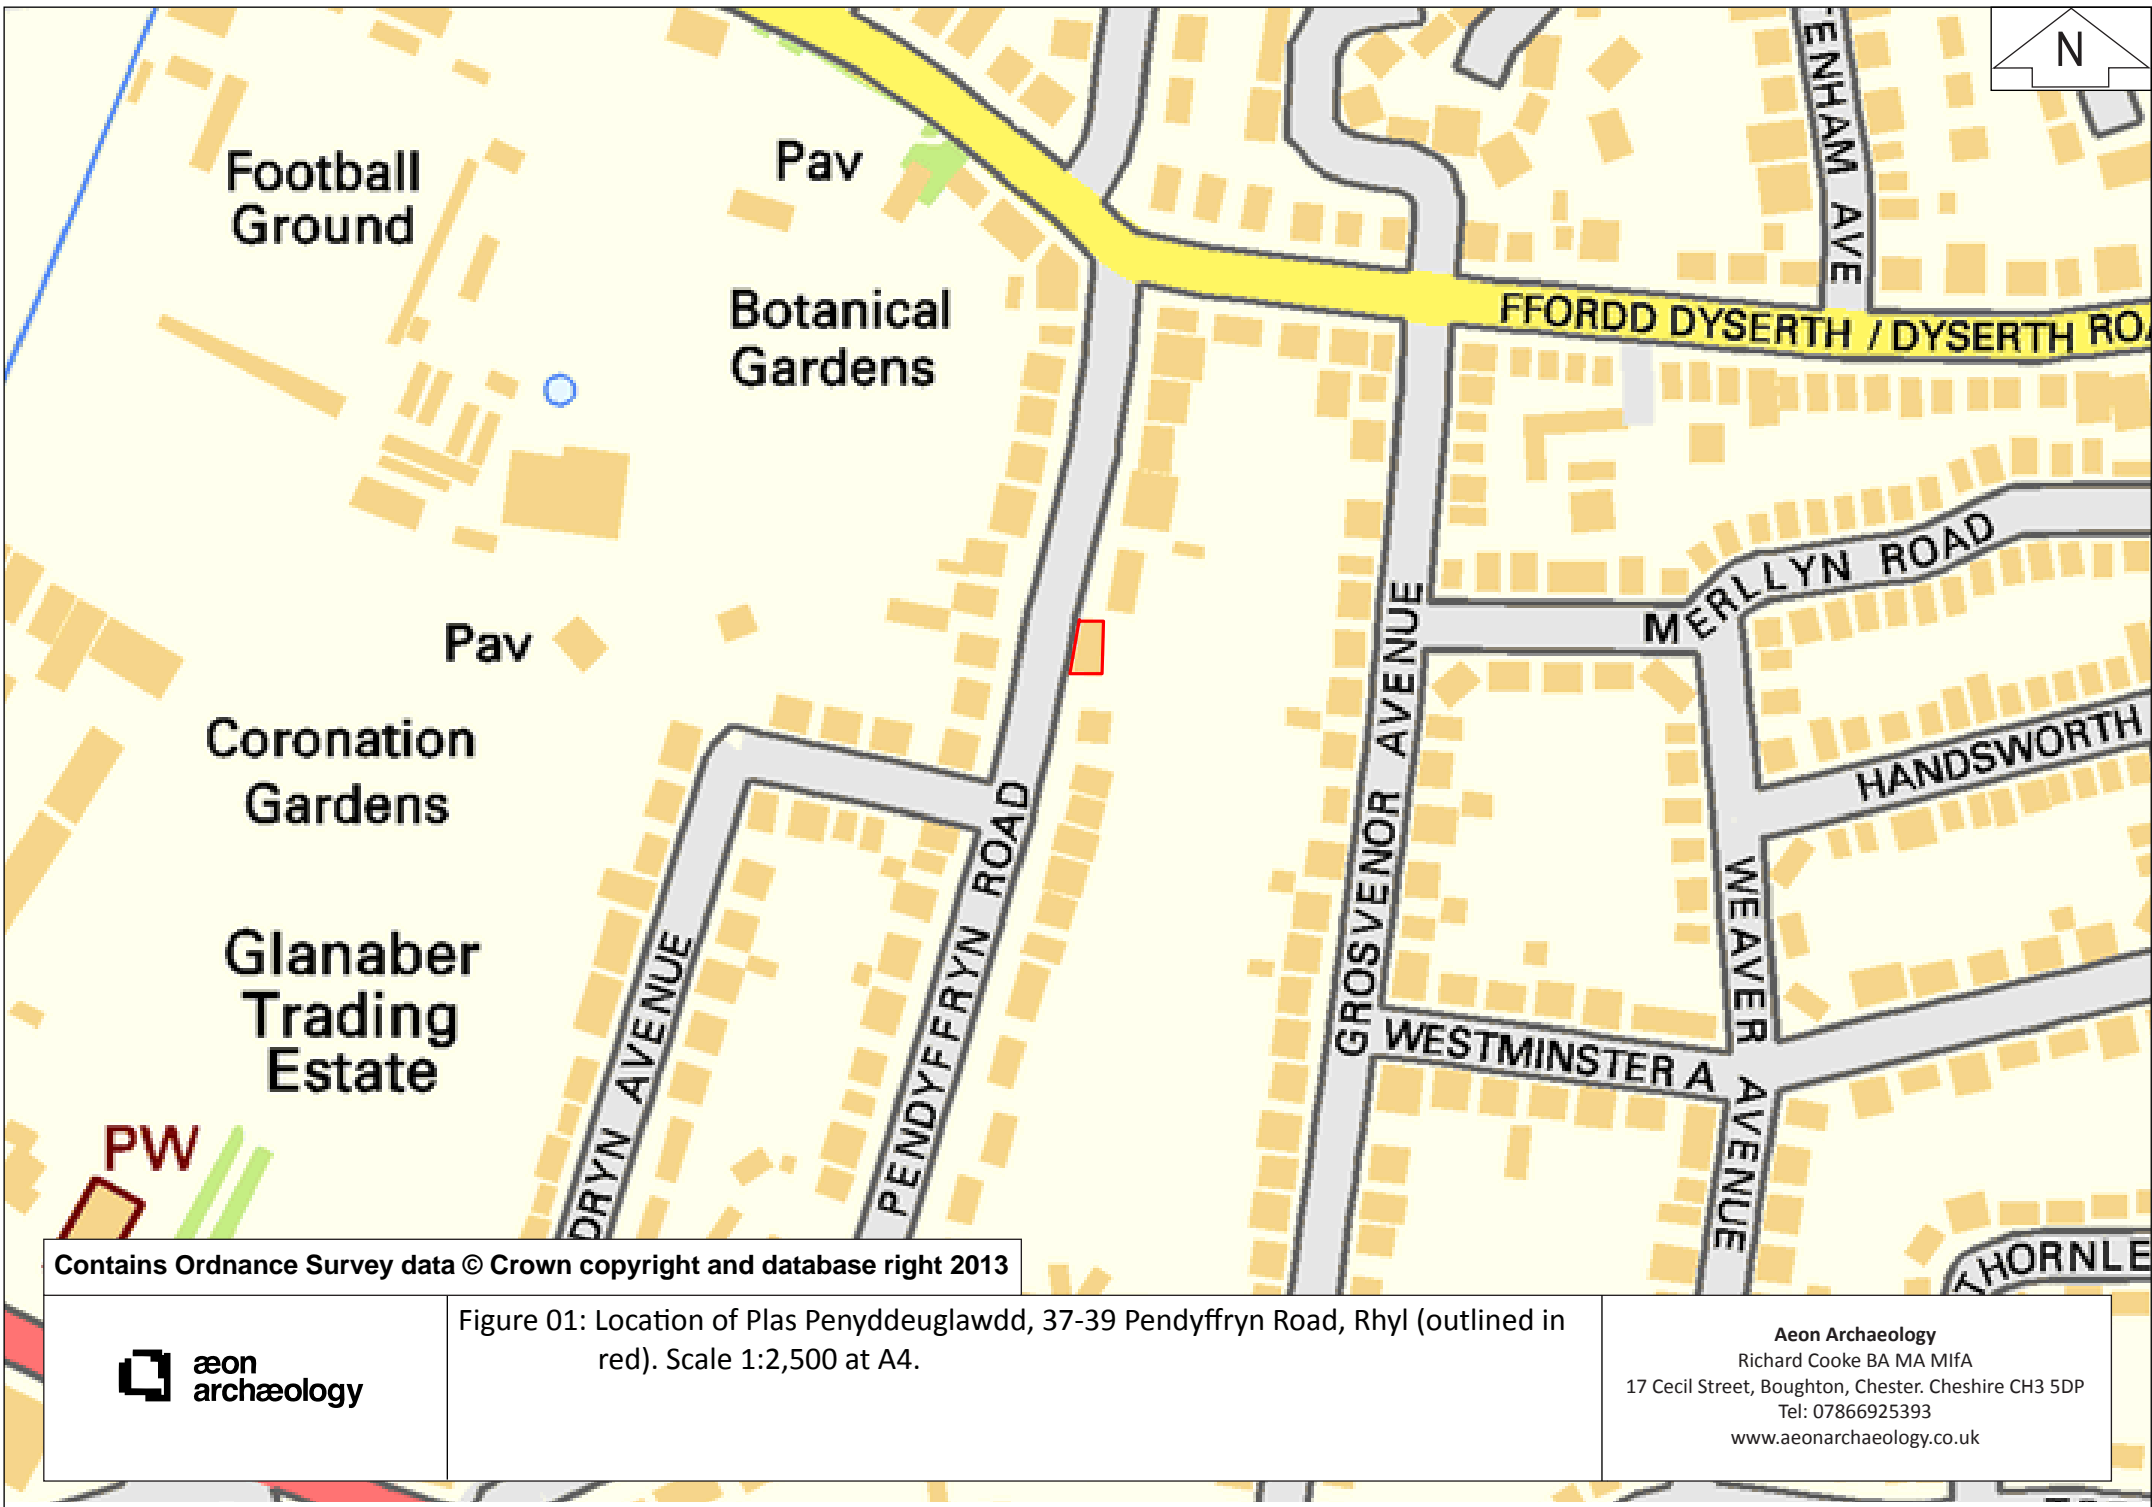 N
TENHAM AVE
Football
Ground
Pav
Botanical
Gardens
FFORDD DYSERTH / DYSERTH ROA
MERLLYN ROAD
Pav
GROSVENOR AVENUE
HANDSWORTH
Coronation
Gardens
PENDYFFRYN ROAD
WEAVER AVENUE
Glanaber
Trading
Estate
DRYN AVENUE
WESTMINSTER A
PW
THORNLE
Contains Ordnance Survey data © Crown copyright and database right 2013
æon
archæology
Figure 01: Location of Plas Penyddeuglawdd, 37-39 Pendyffryn Road, Rhyl (outlined in
red). Scale 1:2,500 at A4.
Aeon Archaeology
Richard Cooke BA MA MIfA
17 Cecil Street, Boughton, Chester. Cheshire CH3 5DP
Tel: 07866925393
www.aeonarchaeology.co.uk